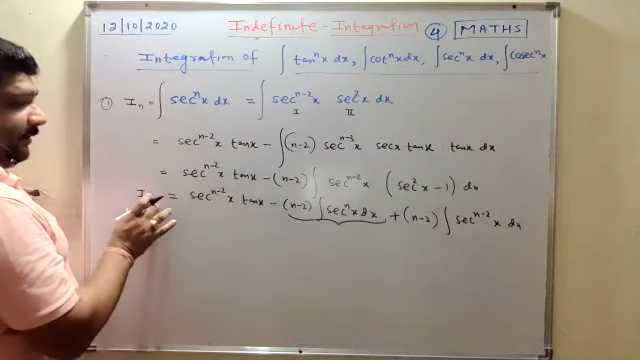 12/10/2020 Indefinite-Integration ④ MATHS
Integration of ∫ tanⁿx dx, ∫cotⁿx dx, ∫ secⁿx dx, ∫cosecⁿx
① Iₙ = ∫ secⁿx dx = ∫ secⁿ⁻²x sec²x dx
I II
= secⁿ⁻²x tanx - ∫(n-2) secⁿ⁻³x secx tanx · tanx dx
= secⁿ⁻²x tanx - (n-2) ∫ secⁿ⁻²x (sec²x - 1) dx
I = secⁿ⁻²x tanx - (n-2) ∫secⁿx dx + (n-2) ∫ secⁿ⁻²x dx